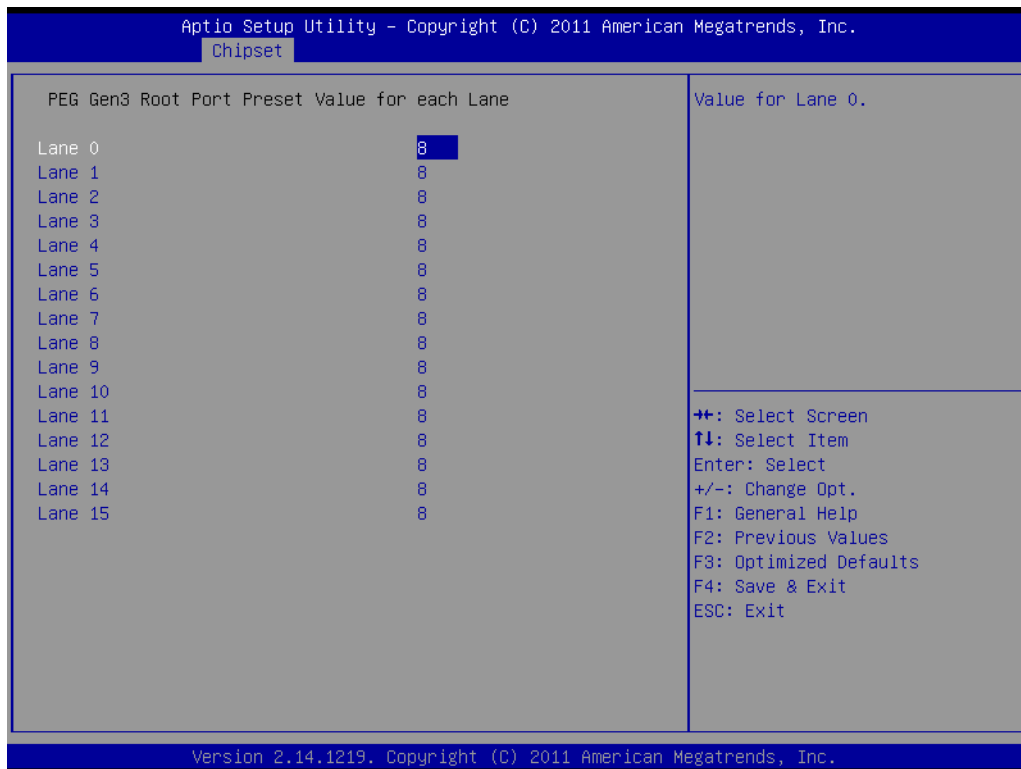 Aptio Setup Utility – Copyright (C) 2011 American Megatrends, Inc.
Chipset
PEG Gen3 Root Port Preset Value for each Lane
Lane 0 8
Lane 1 8
Lane 2 8
Lane 3 8
Lane 4 8
Lane 5 8
Lane 6 8
Lane 7 8
Lane 8 8
Lane 9 8
Lane 10 8
Lane 11 8
Lane 12 8
Lane 13 8
Lane 14 8
Lane 15 8
Value for Lane 0.
→←: Select Screen
↑↓: Select Item
Enter: Select
+/-: Change Opt.
F1: General Help
F2: Previous Values
F3: Optimized Defaults
F4: Save & Exit
ESC: Exit
Version 2.14.1219. Copyright (C) 2011 American Megatrends, Inc.